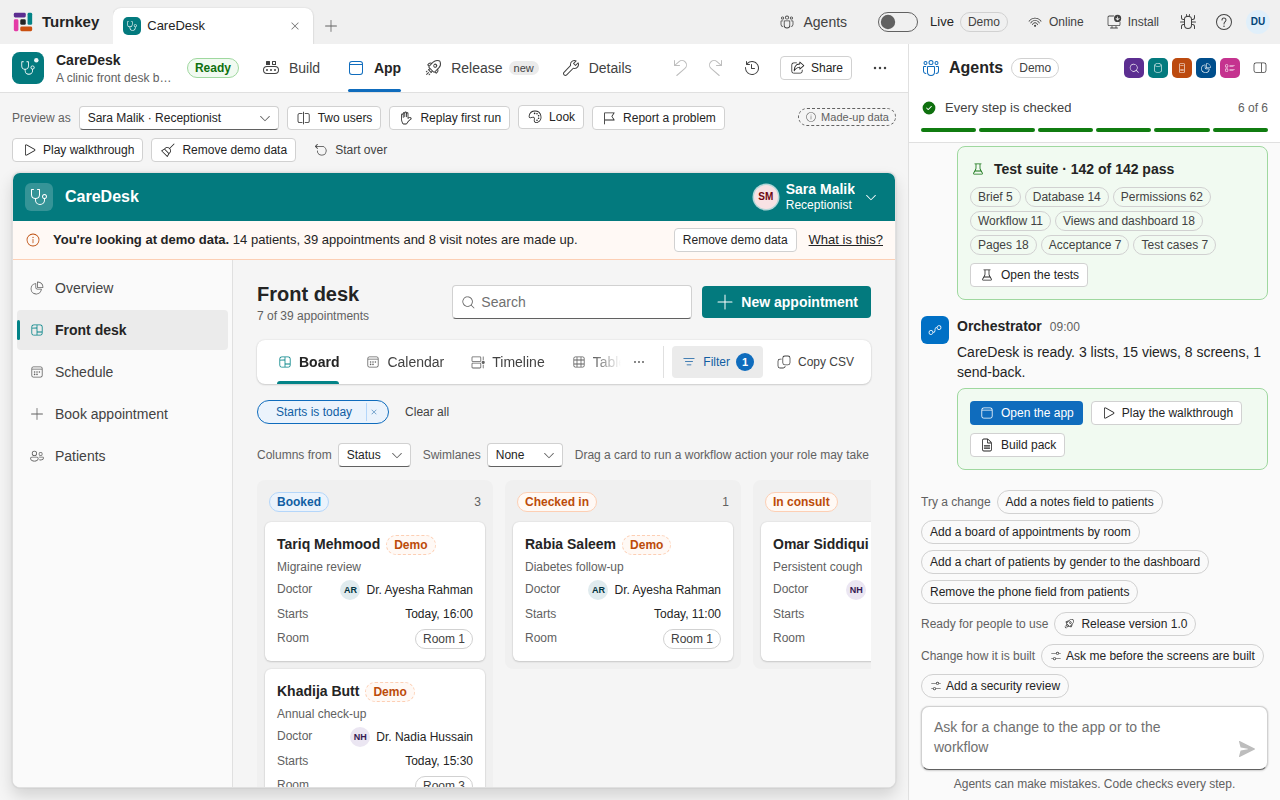 Turnkey
CareDesk
Agents
Live
Demo
Online
Install
DU
CareDesk
A clinic front desk b...
Ready
Build
App
Release new
Details
Share
Preview as
Sara Malik · Receptionist
Two users
Replay first run
Look
Report a problem
Made-up data
Play walkthrough
Remove demo data
Start over
CareDesk
SM
Sara Malik
Receptionist
You're looking at demo data. 14 patients, 39 appointments and 8 visit notes are made up.
Remove demo data
What is this?
Overview
Front desk
Schedule
Book appointment
Patients
Front desk
7 of 39 appointments
Search
New appointment
Board
Calendar
Timeline
Filter 1
Copy CSV
Starts is today
Clear all
Columns from
Status
Swimlanes
None
Drag a card to run a workflow action your role may take
Booked 3
Tariq Mehmood Demo
Migraine review
Doctor AR Dr. Ayesha Rahman
Starts Today, 16:00
Room Room 1
Khadija Butt Demo
Annual check-up
Doctor NH Dr. Nadia Hussain
Starts Today, 15:30
Room Room 3
Checked in 1
Rabia Saleem Demo
Diabetes follow-up
Doctor AR Dr. Ayesha Rahman
Starts Today, 11:00
Room Room 1
In consult
Omar Siddiqui
Persistent cough
Doctor NH
Starts
Room
Agents
Demo
Every step is checked
6 of 6
Test suite · 142 of 142 pass
Brief 5
Database 14
Permissions 62
Workflow 11
Views and dashboard 18
Pages 18
Acceptance 7
Test cases 7
Open the tests
Orchestrator 09:00
CareDesk is ready. 3 lists, 15 views, 8 screens, 1
send-back.
Open the app
Play the walkthrough
Build pack
Try a change
Add a notes field to patients
Add a board of appointments by room
Add a chart of patients by gender to the dashboard
Remove the phone field from patients
Ready for people to use
Release version 1.0
Change how it is built
Ask me before the screens are built
Add a security review
Ask for a change to the app or to the
workflow
Agents can make mistakes. Code checks every step.